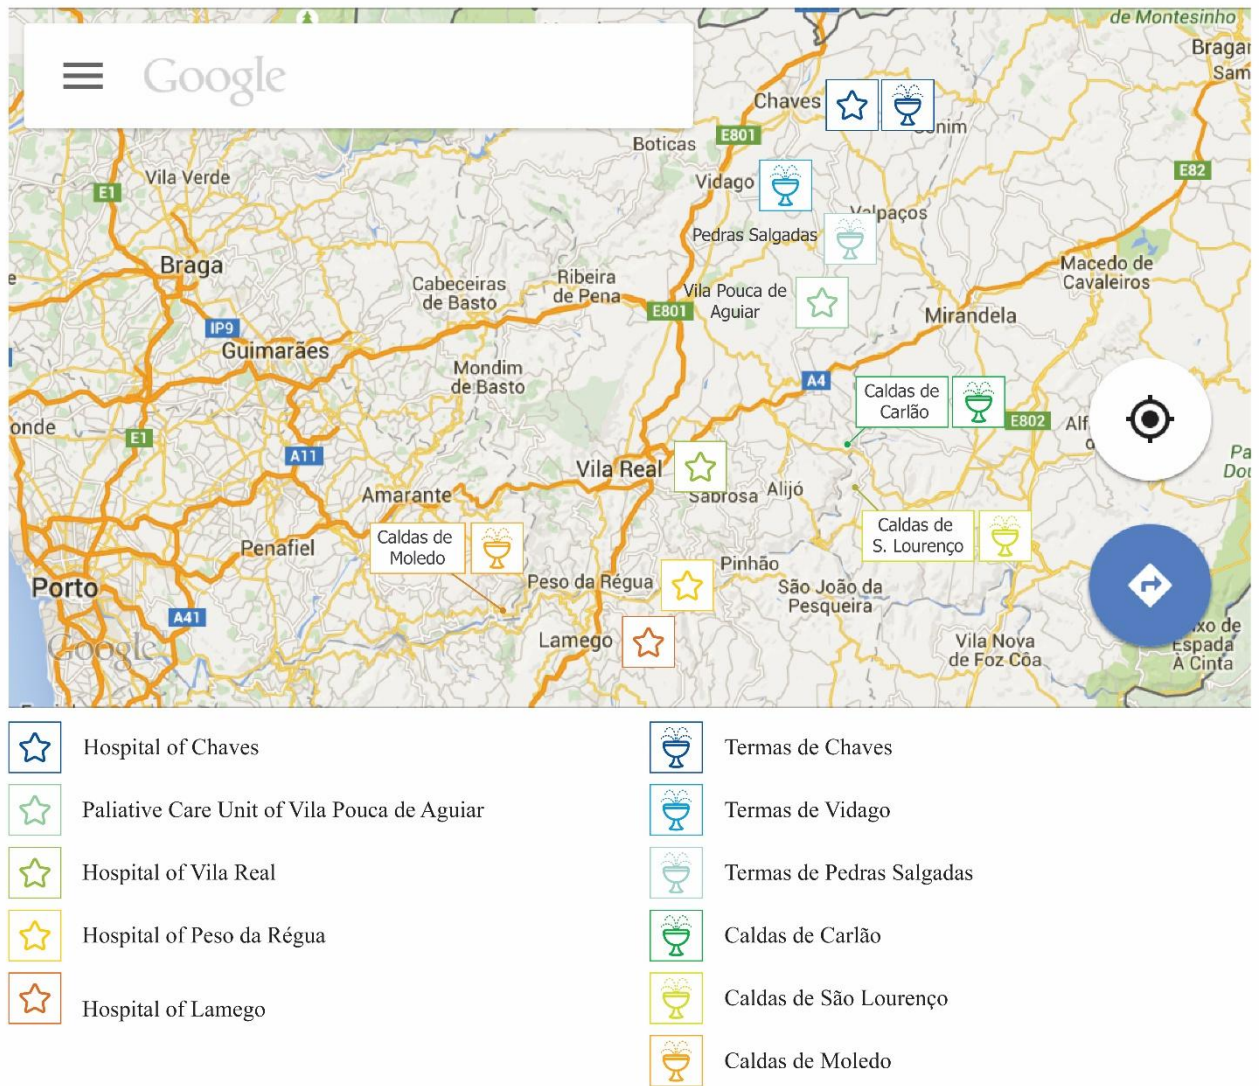 de Montesinho
Google
Bragan
Sam
Chaves
E801
Boticas
Vila Verde
E1
E82
Vidago
Valpaços
Pedras Salgadas
Braga
Macedo de
Cavaleiros
Cabeceiras
de Basto
Ribeira
de Pena
Vila Pouca de
Aguiar
E801
Mirandela
IP9
Guimarães
Mondim
de Basto
A4
Caldas de
Carlão
E802
onde
E1
A11
Vila Real
Sabrosa
Alijó
Amarante
Penafiel
Caldas de
Moledo
Caldas de
S. Lourenço
Pinhão
Peso da Régua
São João da
Pesqueira
Porto
A41
Google
Lamego
Vila Nova
de Foz Côa
Espada
À Cinta
Hospital of Chaves
Paliative Care Unit of Vila Pouca de Aguiar
Hospital of Vila Real
Hospital of Peso da Régua
Hospital of Lamego
Termas de Chaves
Termas de Vidago
Termas de Pedras Salgadas
Caldas de Carlão
Caldas de São Lourenço
Caldas de Moledo